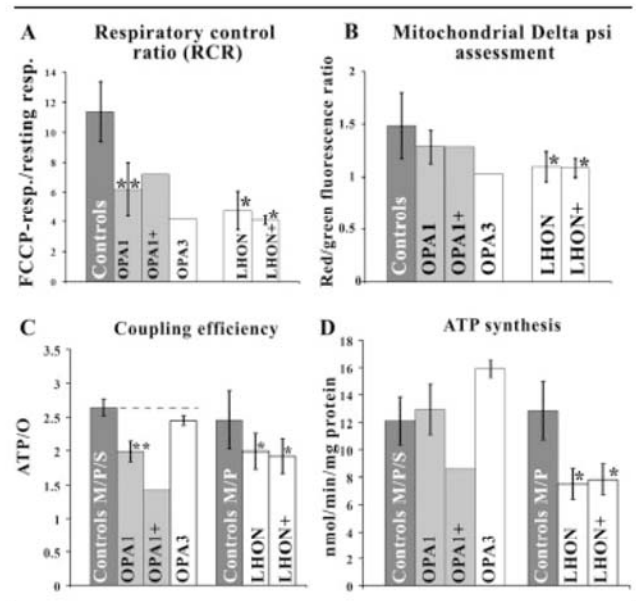 A Respiratory control
ratio (RCR)
FCCP-resp./resting resp.
14
12
10
8
6
4
2
0
Controls
OPA1
**
OPA1+
OPA3
LHON
*
LHON+
*
B Mitochondrial Delta psi
assessment
Red/green fluorescence ratio
2
1.5
1
0.5
0
Controls
OPA1
OPA1+
OPA3
LHON
*
LHON+
*
C Coupling efficiency
ATP/O
3.5
3
2.5
2
1.5
1
0.5
0
Controls M/P/S
OPA1
**
OPA1+
OPA3
Controls M/P
LHON
*
LHON+
*
D ATP synthesis
nmol/min/mg protein
18
16
14
12
10
8
6
4
2
0
Controls M/P/S
OPA1
OPA1+
OPA3
Controls M/P
LHON
*
LHON+
*